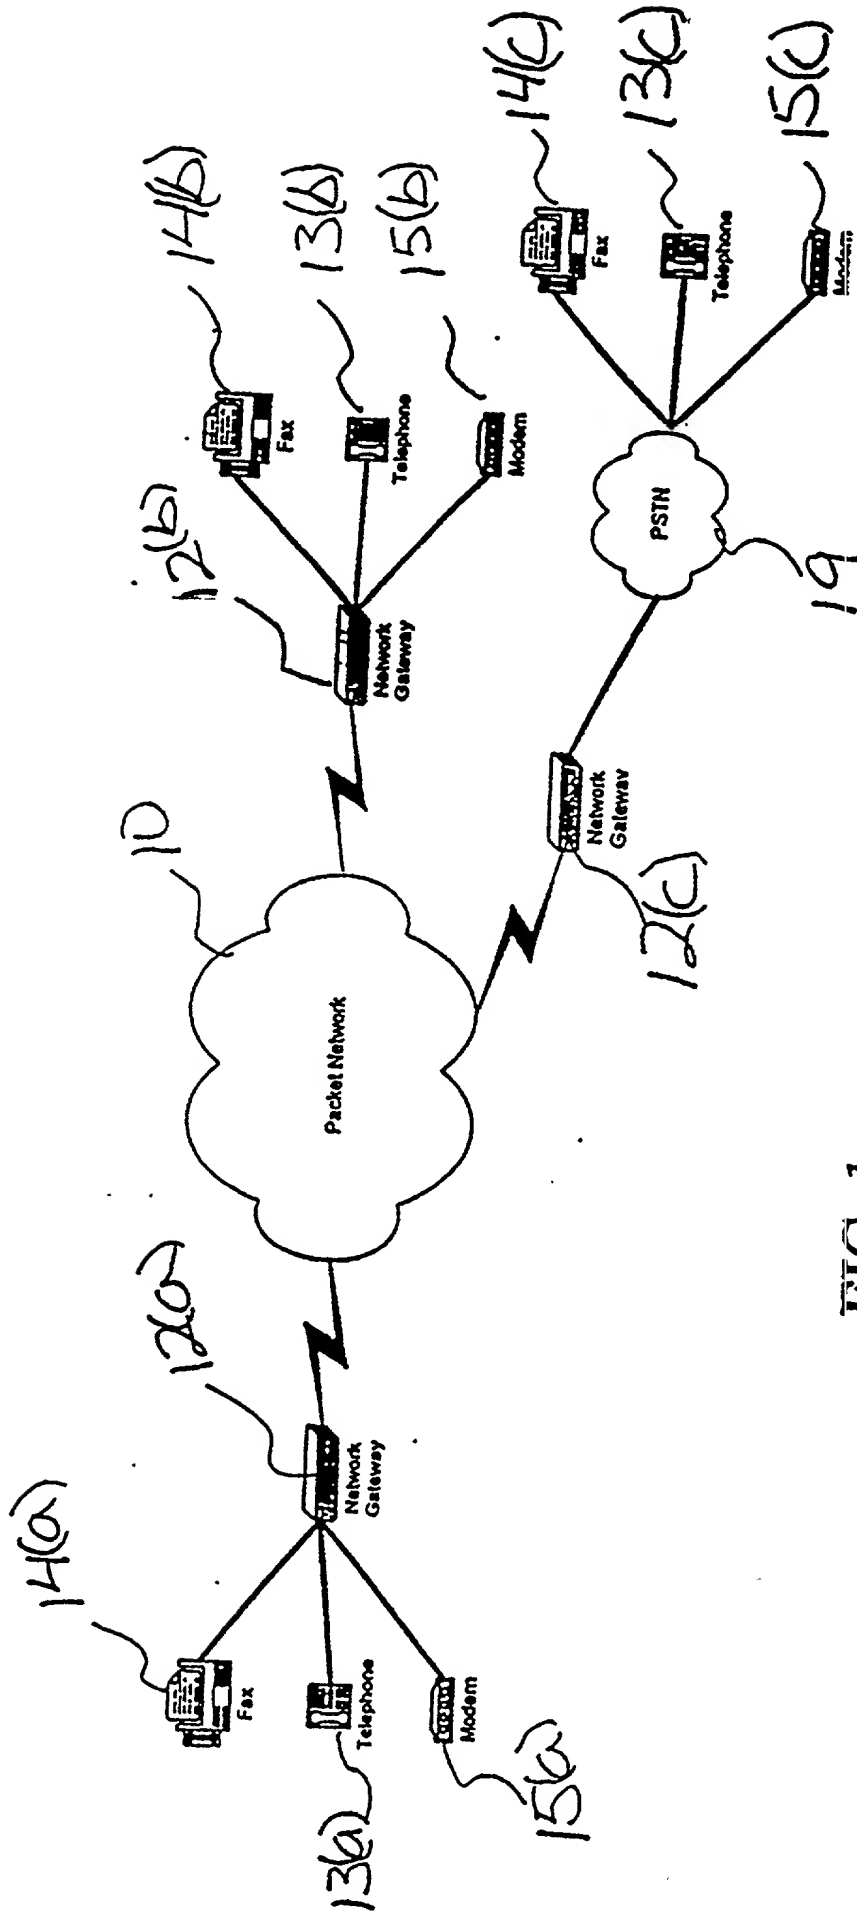 14(a)
Fax
13(a)
Telephone
15(a)
Modem
12(a)
Network
Gateway
10
Packet Network
12(b)
Network
Gateway
14(b)
Fax
13(b)
Telephone
15(b)
Modem
12(c)
Network
Gateway
19
PSTN
14(c)
Fax
13(c)
Telephone
15(c)
Modem
FIG. 1